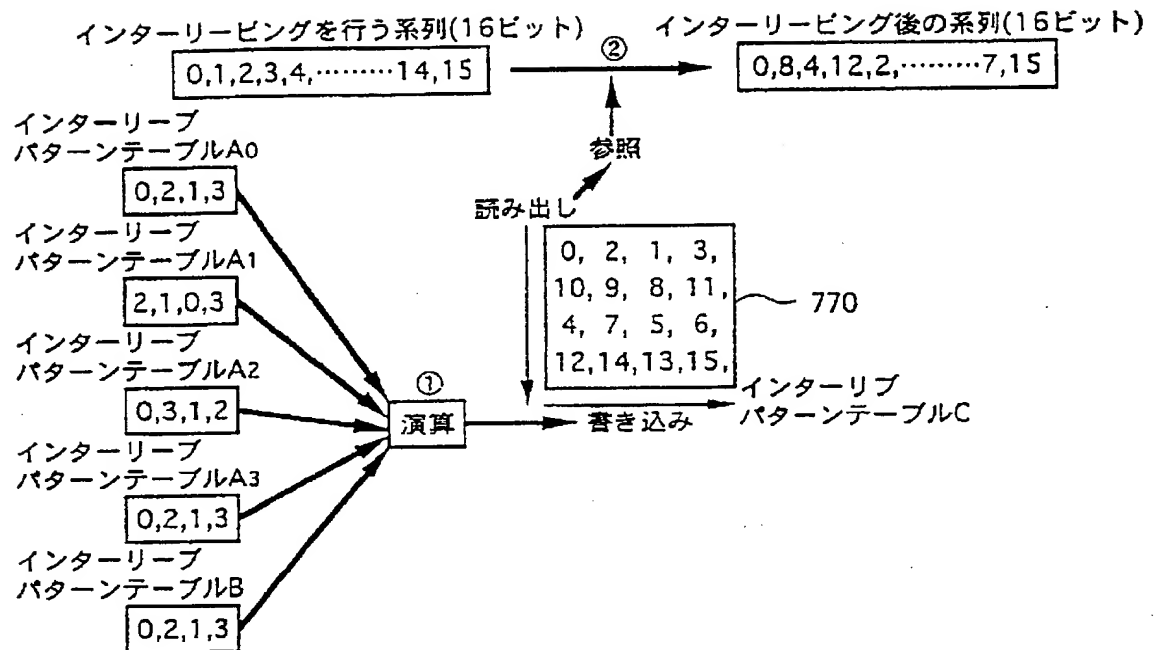 インターリービングを行う系列(16ビット)
0,1,2,3,4,………14,15
②
インターリービング後の系列(16ビット)
0,8,4,12,2,………7,15
参照
読み出し
インターリーブ
パターンテーブルA0
0,2,1,3
インターリーブ
パターンテーブルA1
2,1,0,3
インターリーブ
パターンテーブルA2
0,3,1,2
インターリーブ
パターンテーブルA3
0,2,1,3
インターリーブ
パターンテーブルB
0,2,1,3
①
演算
0, 2, 1, 3,
10, 9, 8, 11,
4, 7, 5, 6,
12,14,13,15,
770
書き込み
インターリブ
パターンテーブルC